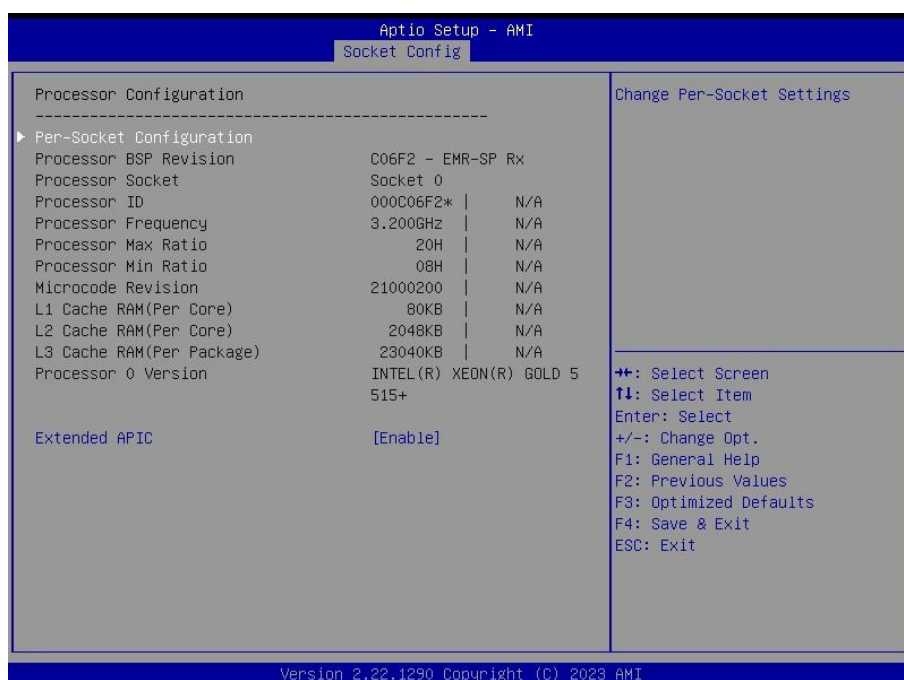 Aptio Setup - AMI
Socket Config
Processor Configuration
--------------------------------------------------
Per-Socket Configuration
Processor BSP Revision C06F2 - EMR-SP Rx
Processor Socket Socket 0
Processor ID 000C06F2* | N/A
Processor Frequency 3.200GHz | N/A
Processor Max Ratio 20H | N/A
Processor Min Ratio 08H | N/A
Microcode Revision 21000200 | N/A
L1 Cache RAM(Per Core) 80KB | N/A
L2 Cache RAM(Per Core) 2048KB | N/A
L3 Cache RAM(Per Package) 23040KB | N/A
Processor 0 Version INTEL(R) XEON(R) GOLD 5
515+
Extended APIC [Enable]
Change Per-Socket Settings
→←: Select Screen
↑↓: Select Item
Enter: Select
+/-: Change Opt.
F1: General Help
F2: Previous Values
F3: Optimized Defaults
F4: Save & Exit
ESC: Exit
Version 2.22.1290 Copyright (C) 2023 AMI